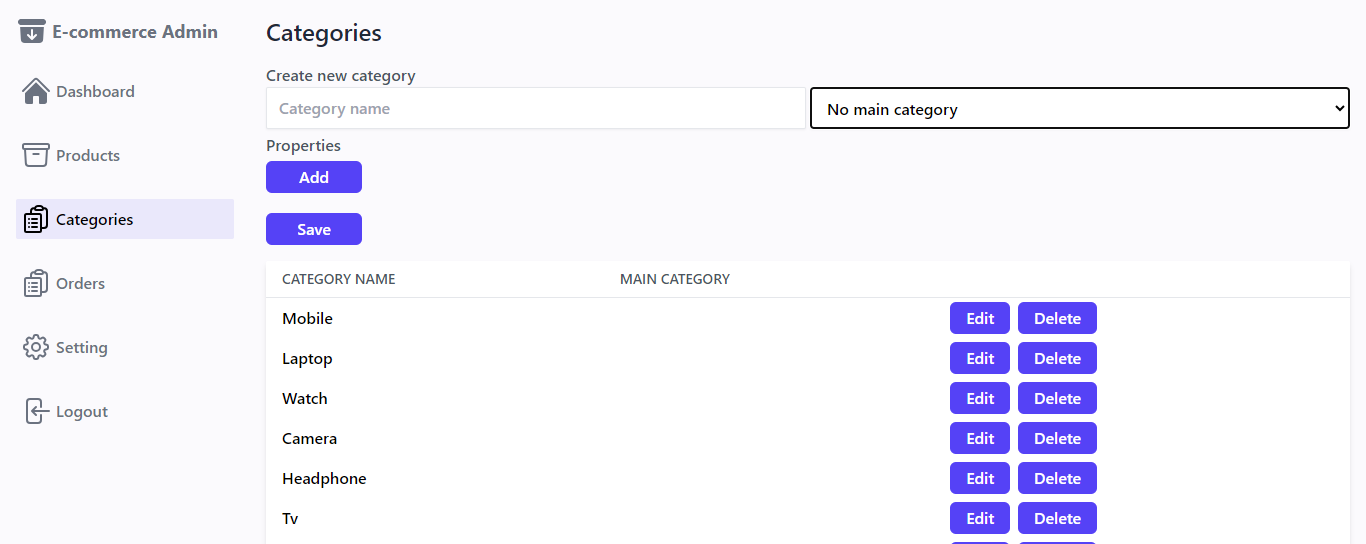 E-commerce Admin
Dashboard
Products
Categories
Orders
Setting
Logout
Categories
Create new category
Category name No main category
Properties
Add
Save
CATEGORY NAME MAIN CATEGORY
Mobile Edit Delete
Laptop Edit Delete
Watch Edit Delete
Camera Edit Delete
Headphone Edit Delete
Tv Edit Delete